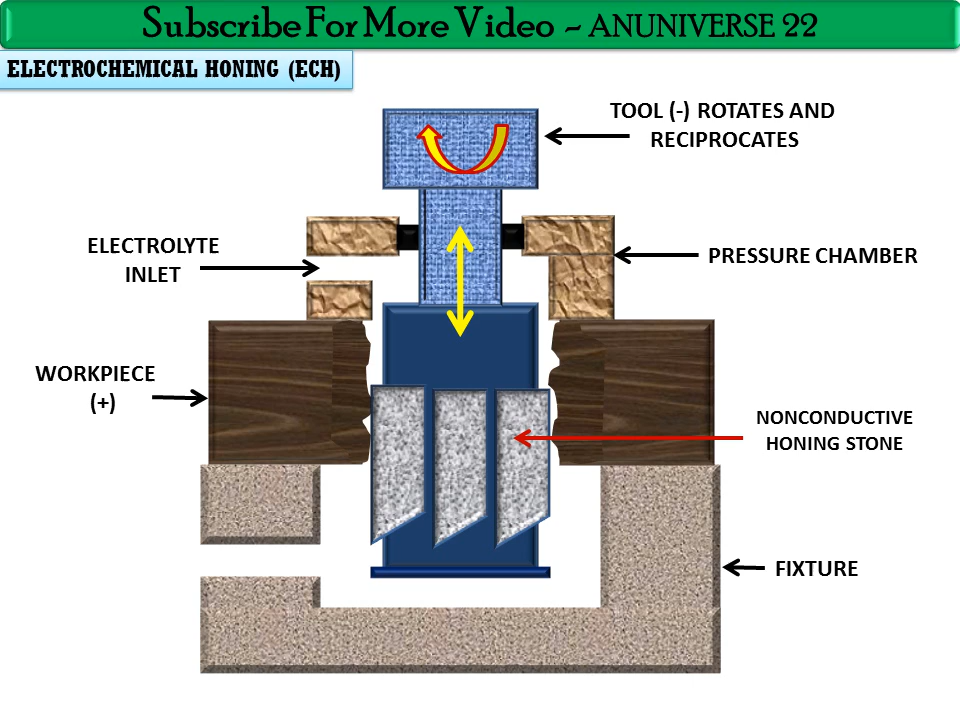 Subscribe For More Video - ANUNIVERSE 22
ELECTROCHEMICAL HONING (ECH)
TOOL (-) ROTATES AND
RECIPROCATES
ELECTROLYTE
INLET
PRESSURE CHAMBER
WORKPIECE
(+)
NONCONDUCTIVE
HONING STONE
FIXTURE